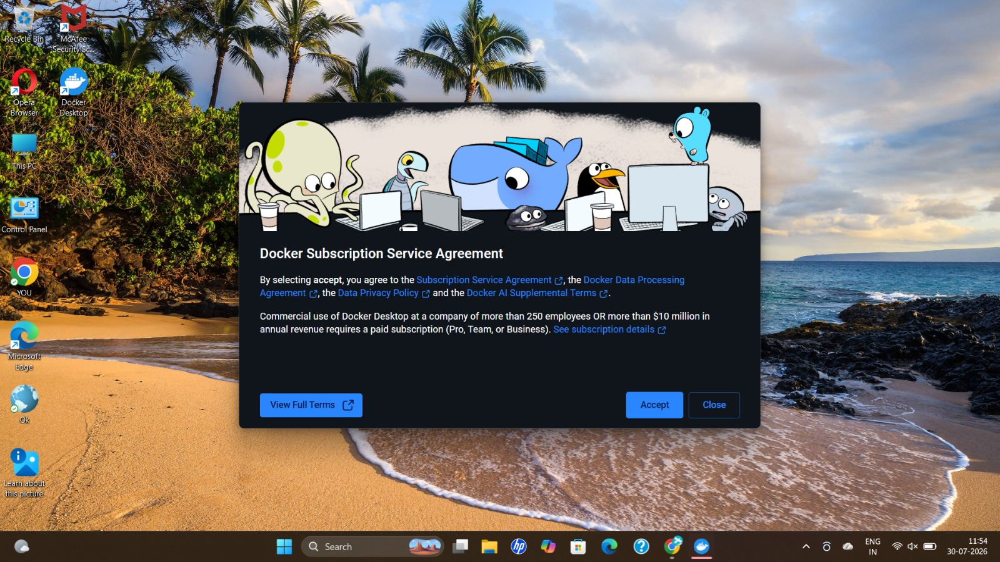 Recycle Bin
McAfee
Security Sc...
Opera
Browser
Docker
Desktop
This PC
Control Panel
YOU
Microsoft
Edge
Ok
Learn about
this picture
Docker Subscription Service Agreement
By selecting accept, you agree to the Subscription Service Agreement, the Docker Data Processing
Agreement, the Data Privacy Policy and the Docker AI Supplemental Terms.
Commercial use of Docker Desktop at a company of more than 250 employees OR more than $10 million in
annual revenue requires a paid subscription (Pro, Team, or Business). See subscription details
View Full Terms
Accept
Close
Search
hp
ENG
IN
11:54
30-07-2026